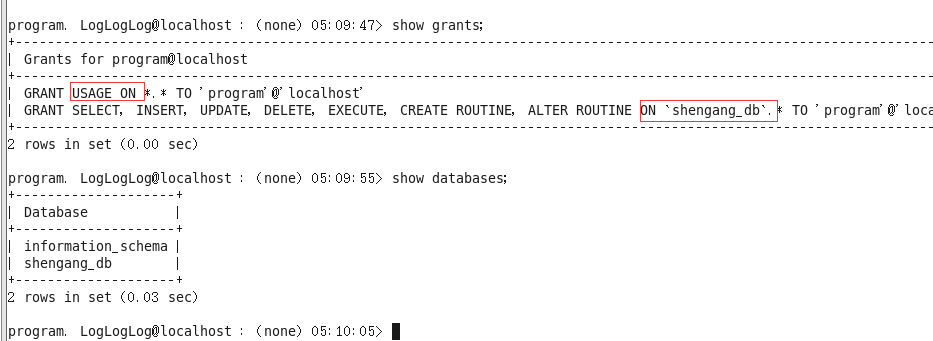 program. LogLogLog@localhost : (none) 05:09:47> show grants;
+------------------------------------------------------------------------------------------------------------------
| Grants for program@localhost
+------------------------------------------------------------------------------------------------------------------
| GRANT USAGE ON *.* TO 'program'@'localhost'
| GRANT SELECT, INSERT, UPDATE, DELETE, EXECUTE, CREATE ROUTINE, ALTER ROUTINE ON `shengang_db`.* TO 'program'@'loca
+------------------------------------------------------------------------------------------------------------------
2 rows in set (0.00 sec)
program. LogLogLog@localhost : (none) 05:09:55> show databases;
+--------------------+
| Database           |
+--------------------+
| information_schema |
| shengang_db        |
+--------------------+
2 rows in set (0.03 sec)
program. LogLogLog@localhost : (none) 05:10:05>